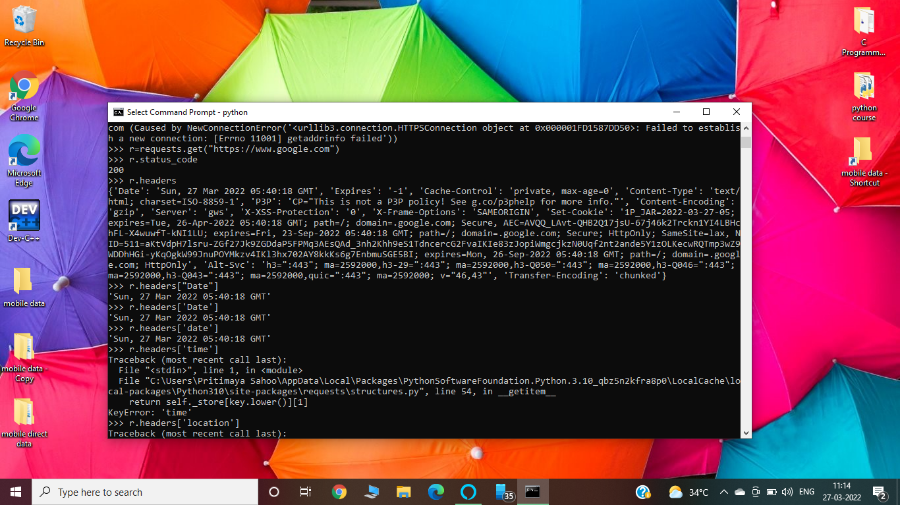 Recycle Bin
Google
Chrome
Microsoft
Edge
DEV
Dev-C++
mobile data
mobile data -
Copy
mobile direct
data
C
Programm...
python
course
mobile data -
Shortcut
Select Command Prompt - python
com (Caused by NewConnectionError('<urllib3.connection.HTTPSConnection object at 0x000001FD1587DD50>: Failed to establis
h a new connection: [Errno 11001] getaddrinfo failed'))
>>> r=requests.get("https://www.google.com")
>>> r.status_code
200
>>> r.headers
{'Date': 'Sun, 27 Mar 2022 05:40:18 GMT', 'Expires': '-1', 'Cache-Control': 'private, max-age=0', 'Content-Type': 'text/
html; charset=ISO-8859-1', 'P3P': 'CP="This is not a P3P policy! See g.co/p3phelp for more info."', 'Content-Encoding':
'gzip', 'Server': 'gws', 'X-XSS-Protection': '0', 'X-Frame-Options': 'SAMEORIGIN', 'Set-Cookie': '1P_JAR=2022-03-27-05;
expires=Tue, 26-Apr-2022 05:40:18 GMT; path=/; domain=.google.com; Secure,
expires=Fri, 23-Sep-2022 05:40:18 GMT; path=/; domain=.google.com; Secure; HttpOnly; SameSite=lax,
expires=Mon, 26-Sep-2022 05:40:18 GMT; path=/; domain=.googl
e.com; HttpOnly', 'Alt-Svc': 'h3=":443"; ma=2592000,h3-29=":443"; ma=2592000,h3-Q050=":443"; ma=2592000,h3-Q046=":443";
ma=2592000,h3-Q043=":443"; ma=2592000,quic=":443"; ma=2592000; v="46,43"', 'Transfer-Encoding': 'chunked'}
>>> r.headers["Date"]
'Sun, 27 Mar 2022 05:40:18 GMT'
>>> r.headers['Date']
'Sun, 27 Mar 2022 05:40:18 GMT'
>>> r.headers['date']
'Sun, 27 Mar 2022 05:40:18 GMT'
>>> r.headers['time']
Traceback (most recent call last):
File "<stdin>", line 1, in <module>
File "C:\Users\Pritimaya Sahoo\AppData\Local\Packages\PythonSoftwareFoundation.Python.3.10_qbz5n2kfra8p0\LocalCache\lo
cal-packages\Python310\site-packages\requests\structures.py", line 54, in __getitem__
return self._store[key.lower()][1]
KeyError: 'time'
>>> r.headers['location']
Traceback (most recent call last):
Type here to search
35
34°C
ENG
11:14
27-03-2022
2